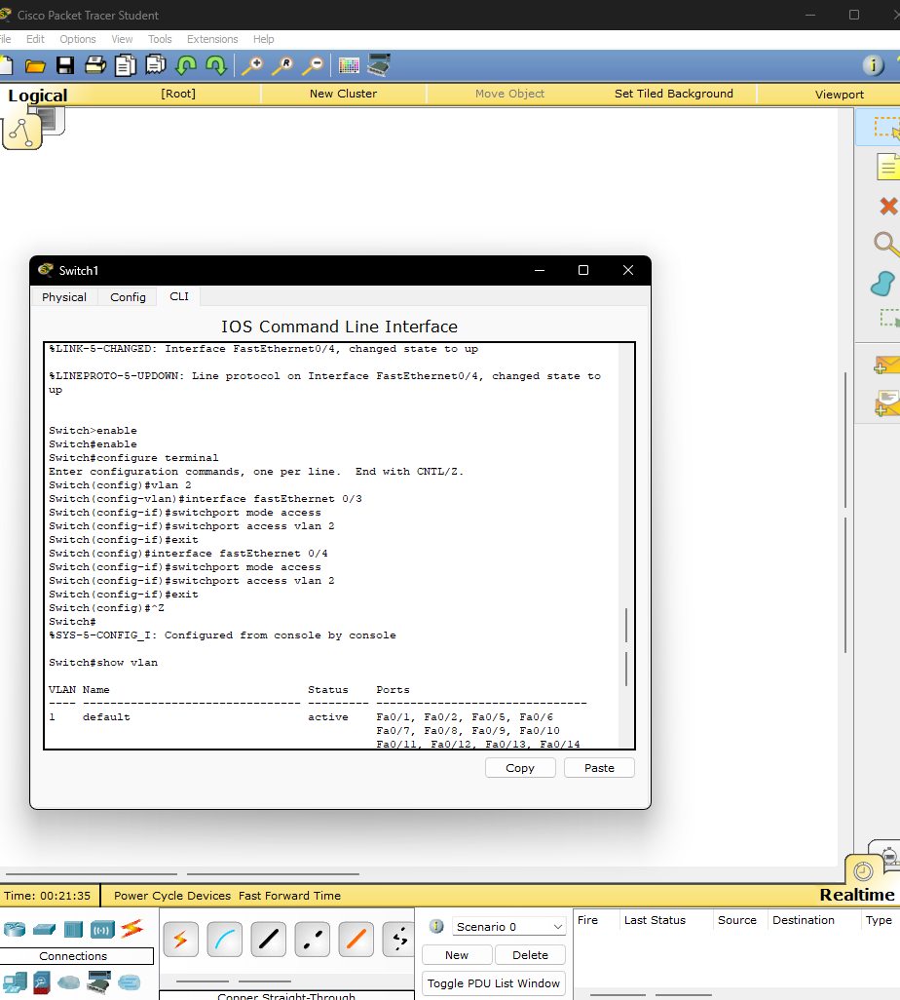 Cisco Packet Tracer Student
File Edit Options View Tools Extensions Help
Logical [Root] New Cluster Move Object Set Tiled Background Viewport
Switch1
Physical Config CLI
IOS Command Line Interface
%LINK-5-CHANGED: Interface FastEthernet0/4, changed state to up
%LINEPROTO-5-UPDOWN: Line protocol on Interface FastEthernet0/4, changed state to
up
Switch>enable
Switch#enable
Switch#configure terminal
Enter configuration commands, one per line.  End with CNTL/Z.
Switch(config)#vlan 2
Switch(config-vlan)#interface fastEthernet 0/3
Switch(config-if)#switchport mode access
Switch(config-if)#switchport access vlan 2
Switch(config-if)#exit
Switch(config)#interface fastEthernet 0/4
Switch(config-if)#switchport mode access
Switch(config-if)#switchport access vlan 2
Switch(config-if)#exit
Switch(config)#^Z
Switch#
%SYS-5-CONFIG_I: Configured from console by console
Switch#show vlan
VLAN Name Status Ports
---- -------------------------------- --------- -------------------------------
1 default active Fa0/1, Fa0/2, Fa0/5, Fa0/6
Fa0/7, Fa0/8, Fa0/9, Fa0/10
Fa0/11, Fa0/12, Fa0/13, Fa0/14
Copy Paste
Time: 00:21:35 Power Cycle Devices Fast Forward Time Realtime
Scenario 0
Fire Last Status Source Destination Type
Connections
New Delete
Toggle PDU List Window
Copper Straight-Through